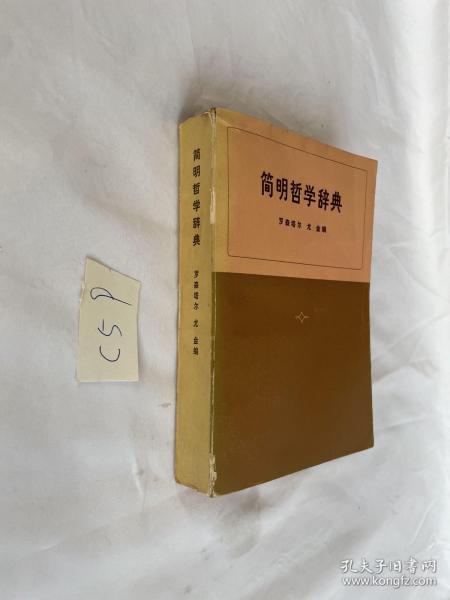 简明哲学辞典
罗森塔尔 尤金编
简明哲学辞典
罗森塔尔 尤金编
C59
孔夫子旧书网
www.kongfz.com